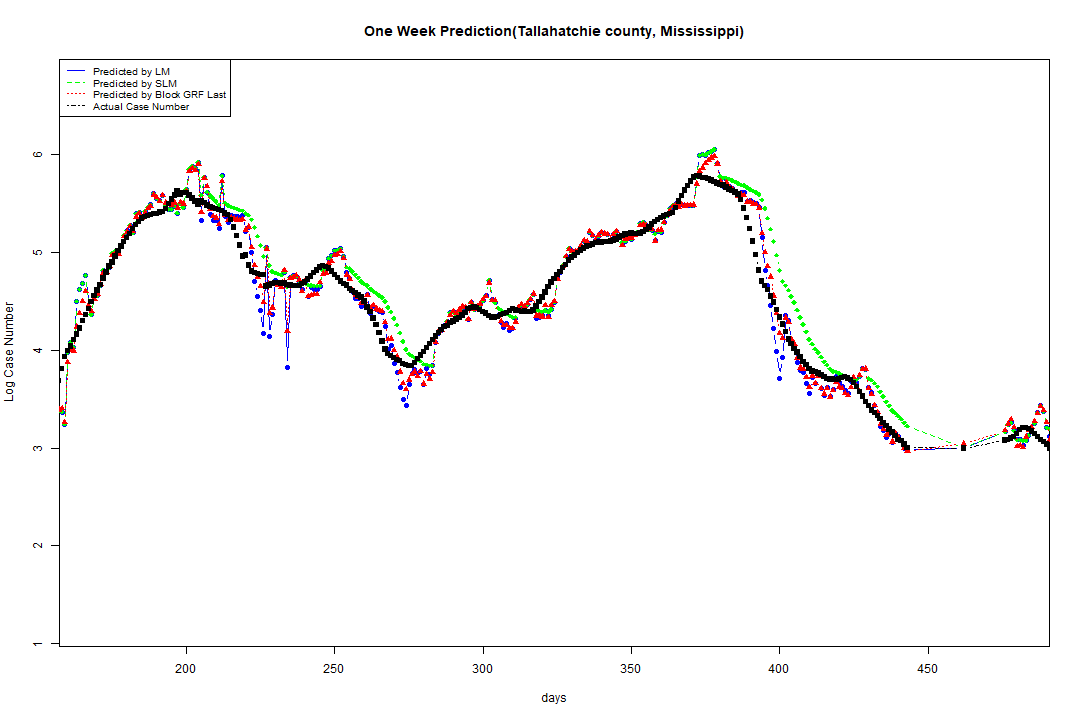 One Week Prediction(Tallahatchie county, Mississippi)
Predicted by LM
Predicted by SLM
Predicted by Block GRF Last
Actual Case Number
6
5
4
3
2
1
Log Case Number
200 250 300 350 400 450
days